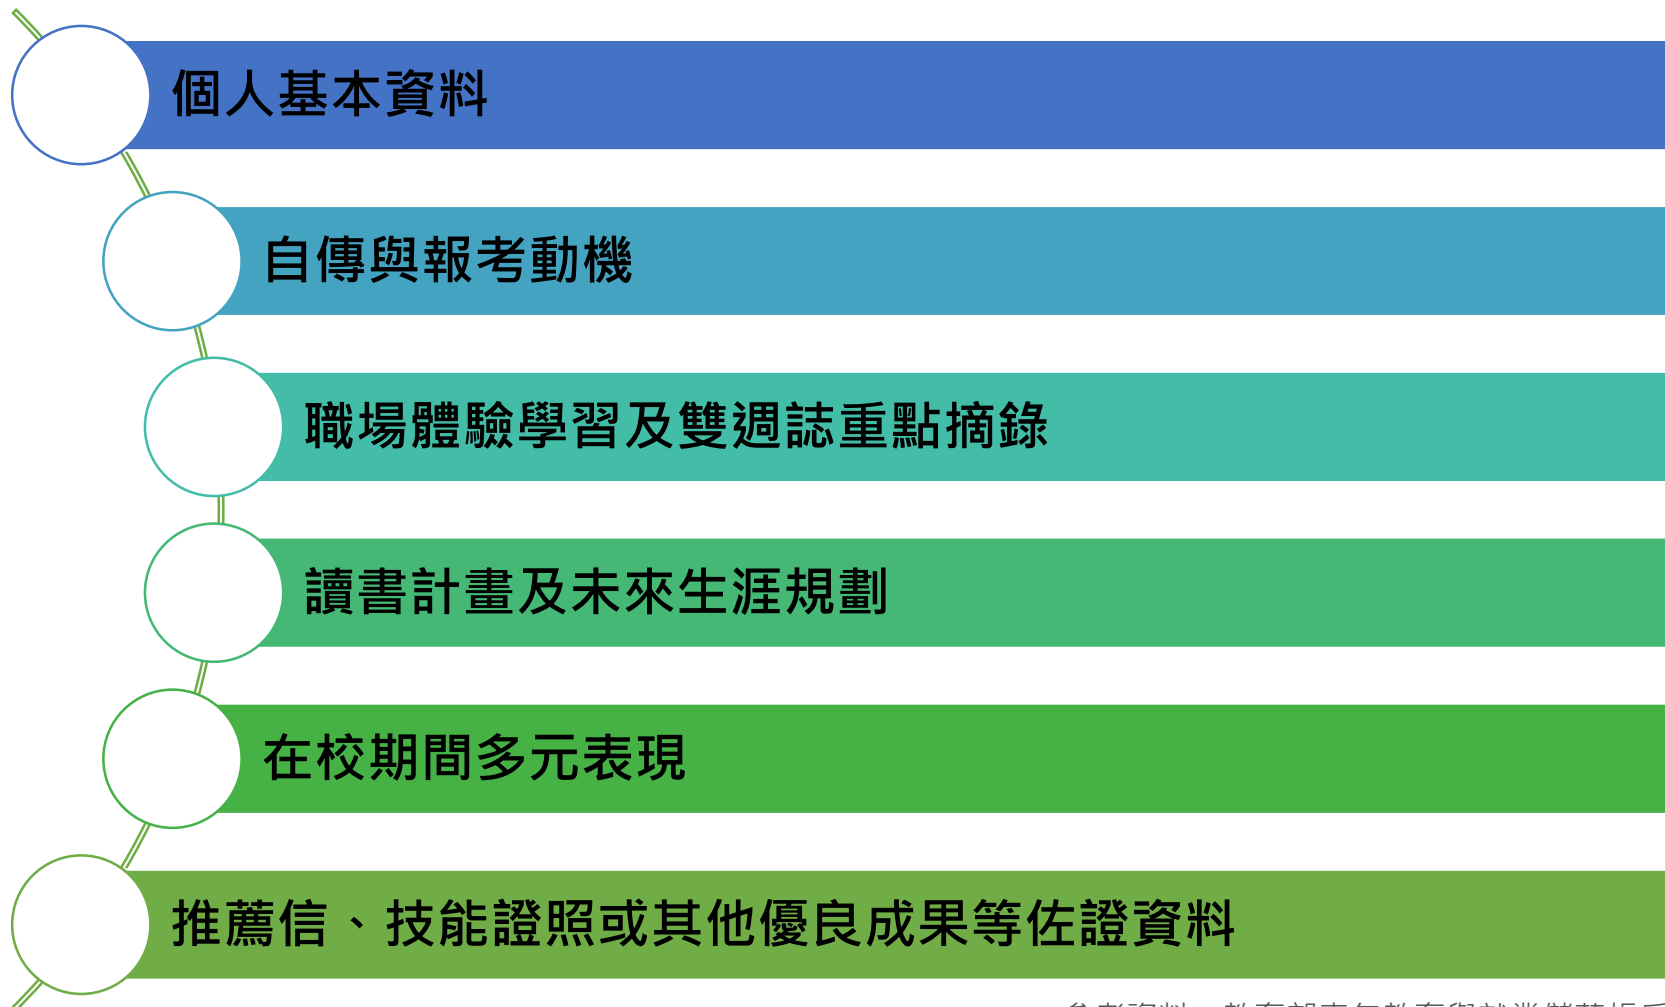 個人基本資料
自傳與報考動機
職場體驗學習及雙週誌重點摘錄
讀書計畫及未來生涯規劃
在校期間多元表現
推薦信、技能證照或其他優良成果等佐證資料